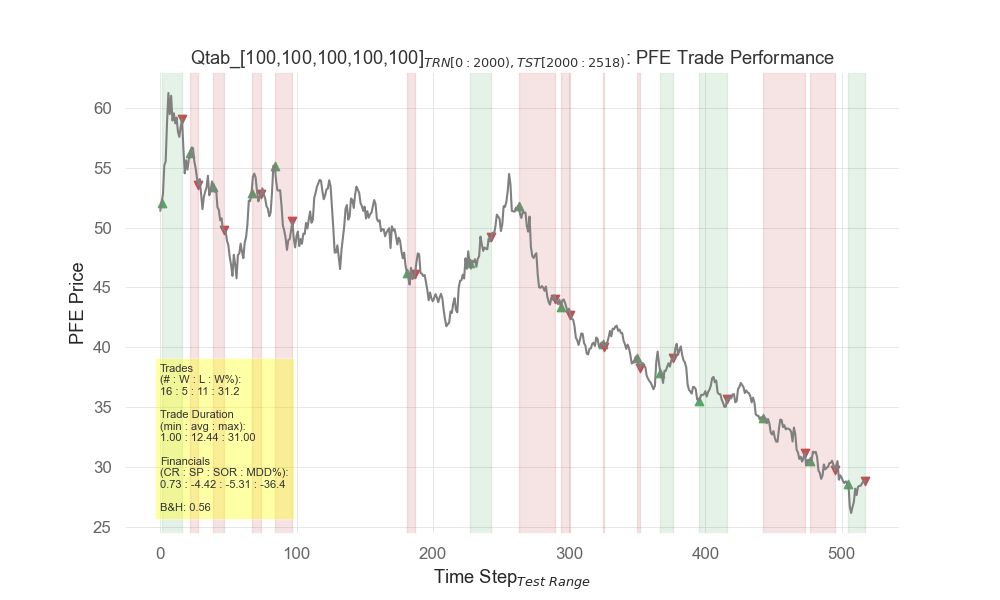 Qtab_[100,100,100,100,100]TRN[0 : 2000), TST[2000 : 2518): PFE Trade Performance
60
55
50
45
40
35
30
25
PFE Price
Trades
(# : W : L : W%):
16 : 5 : 11 : 31.2
Trade Duration
(min : avg : max):
1.00 : 12.44 : 31.00
Financials
(CR : SP : SOR : MDD%):
0.73 : -4.42 : -5.31 : -36.4
B&H: 0.56
0 100 200 300 400 500
Time Step Test Range